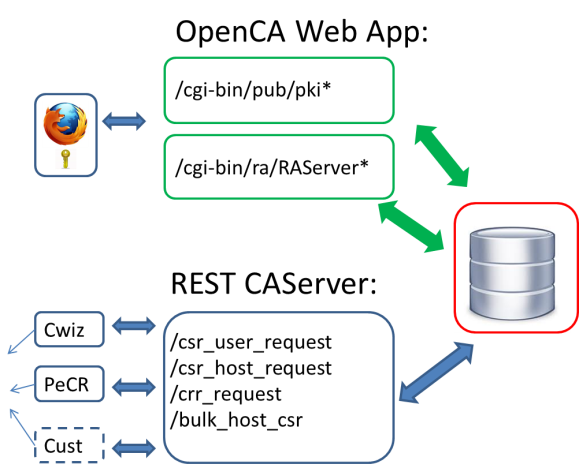 OpenCA Web App:
/cgi-bin/pub/pki*
/cgi-bin/ra/RAServer*
REST CAServer:
Cwiz
PeCR
Cust
/csr_user_request
/csr_host_request
/crr_request
/bulk_host_csr